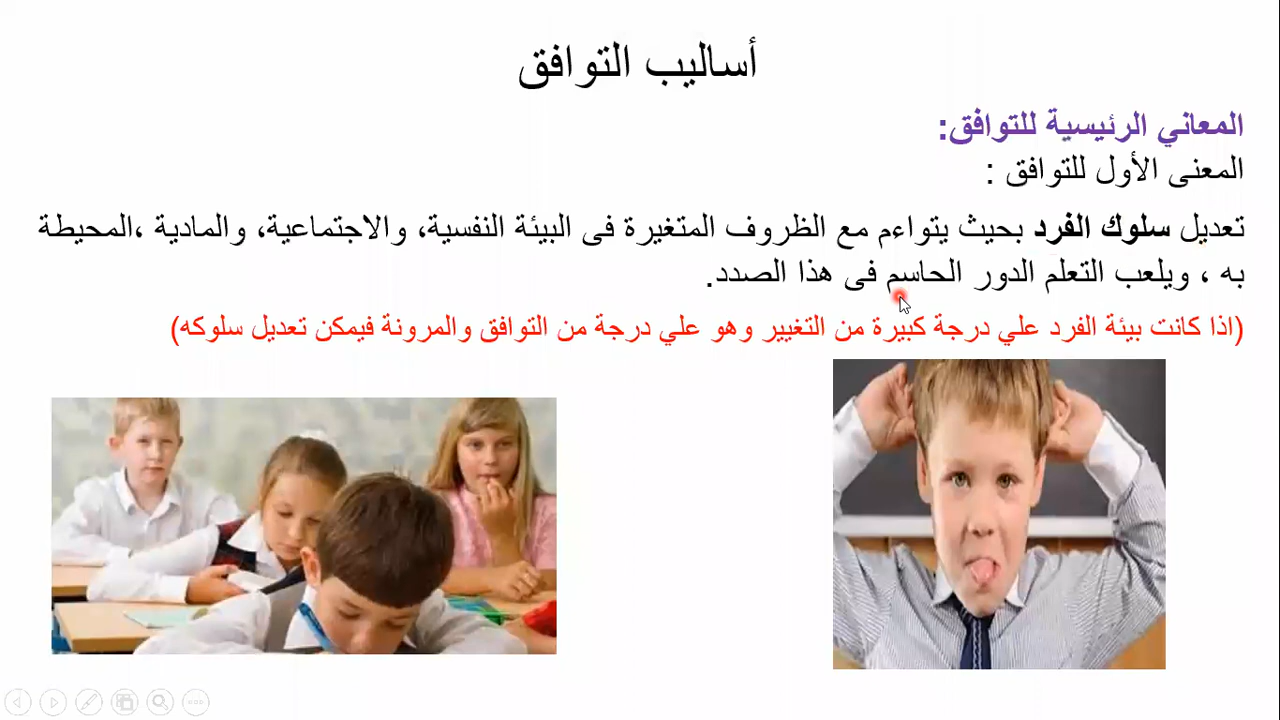 أساليب التوافق
المعاني الرئيسية للتوافق:
المعنى الأول للتوافق :
تعديل سلوك الفرد بحيث يتواءم مع الظروف المتغيرة فى البيئة النفسية، والاجتماعية، والمادية ،المحيطة
به ، ويلعب التعلم الدور الحاسم فى هذا الصدد.
(اذا كانت بيئة الفرد علي درجة كبيرة من التغيير وهو علي درجة من التوافق والمرونة فيمكن تعديل سلوكه)